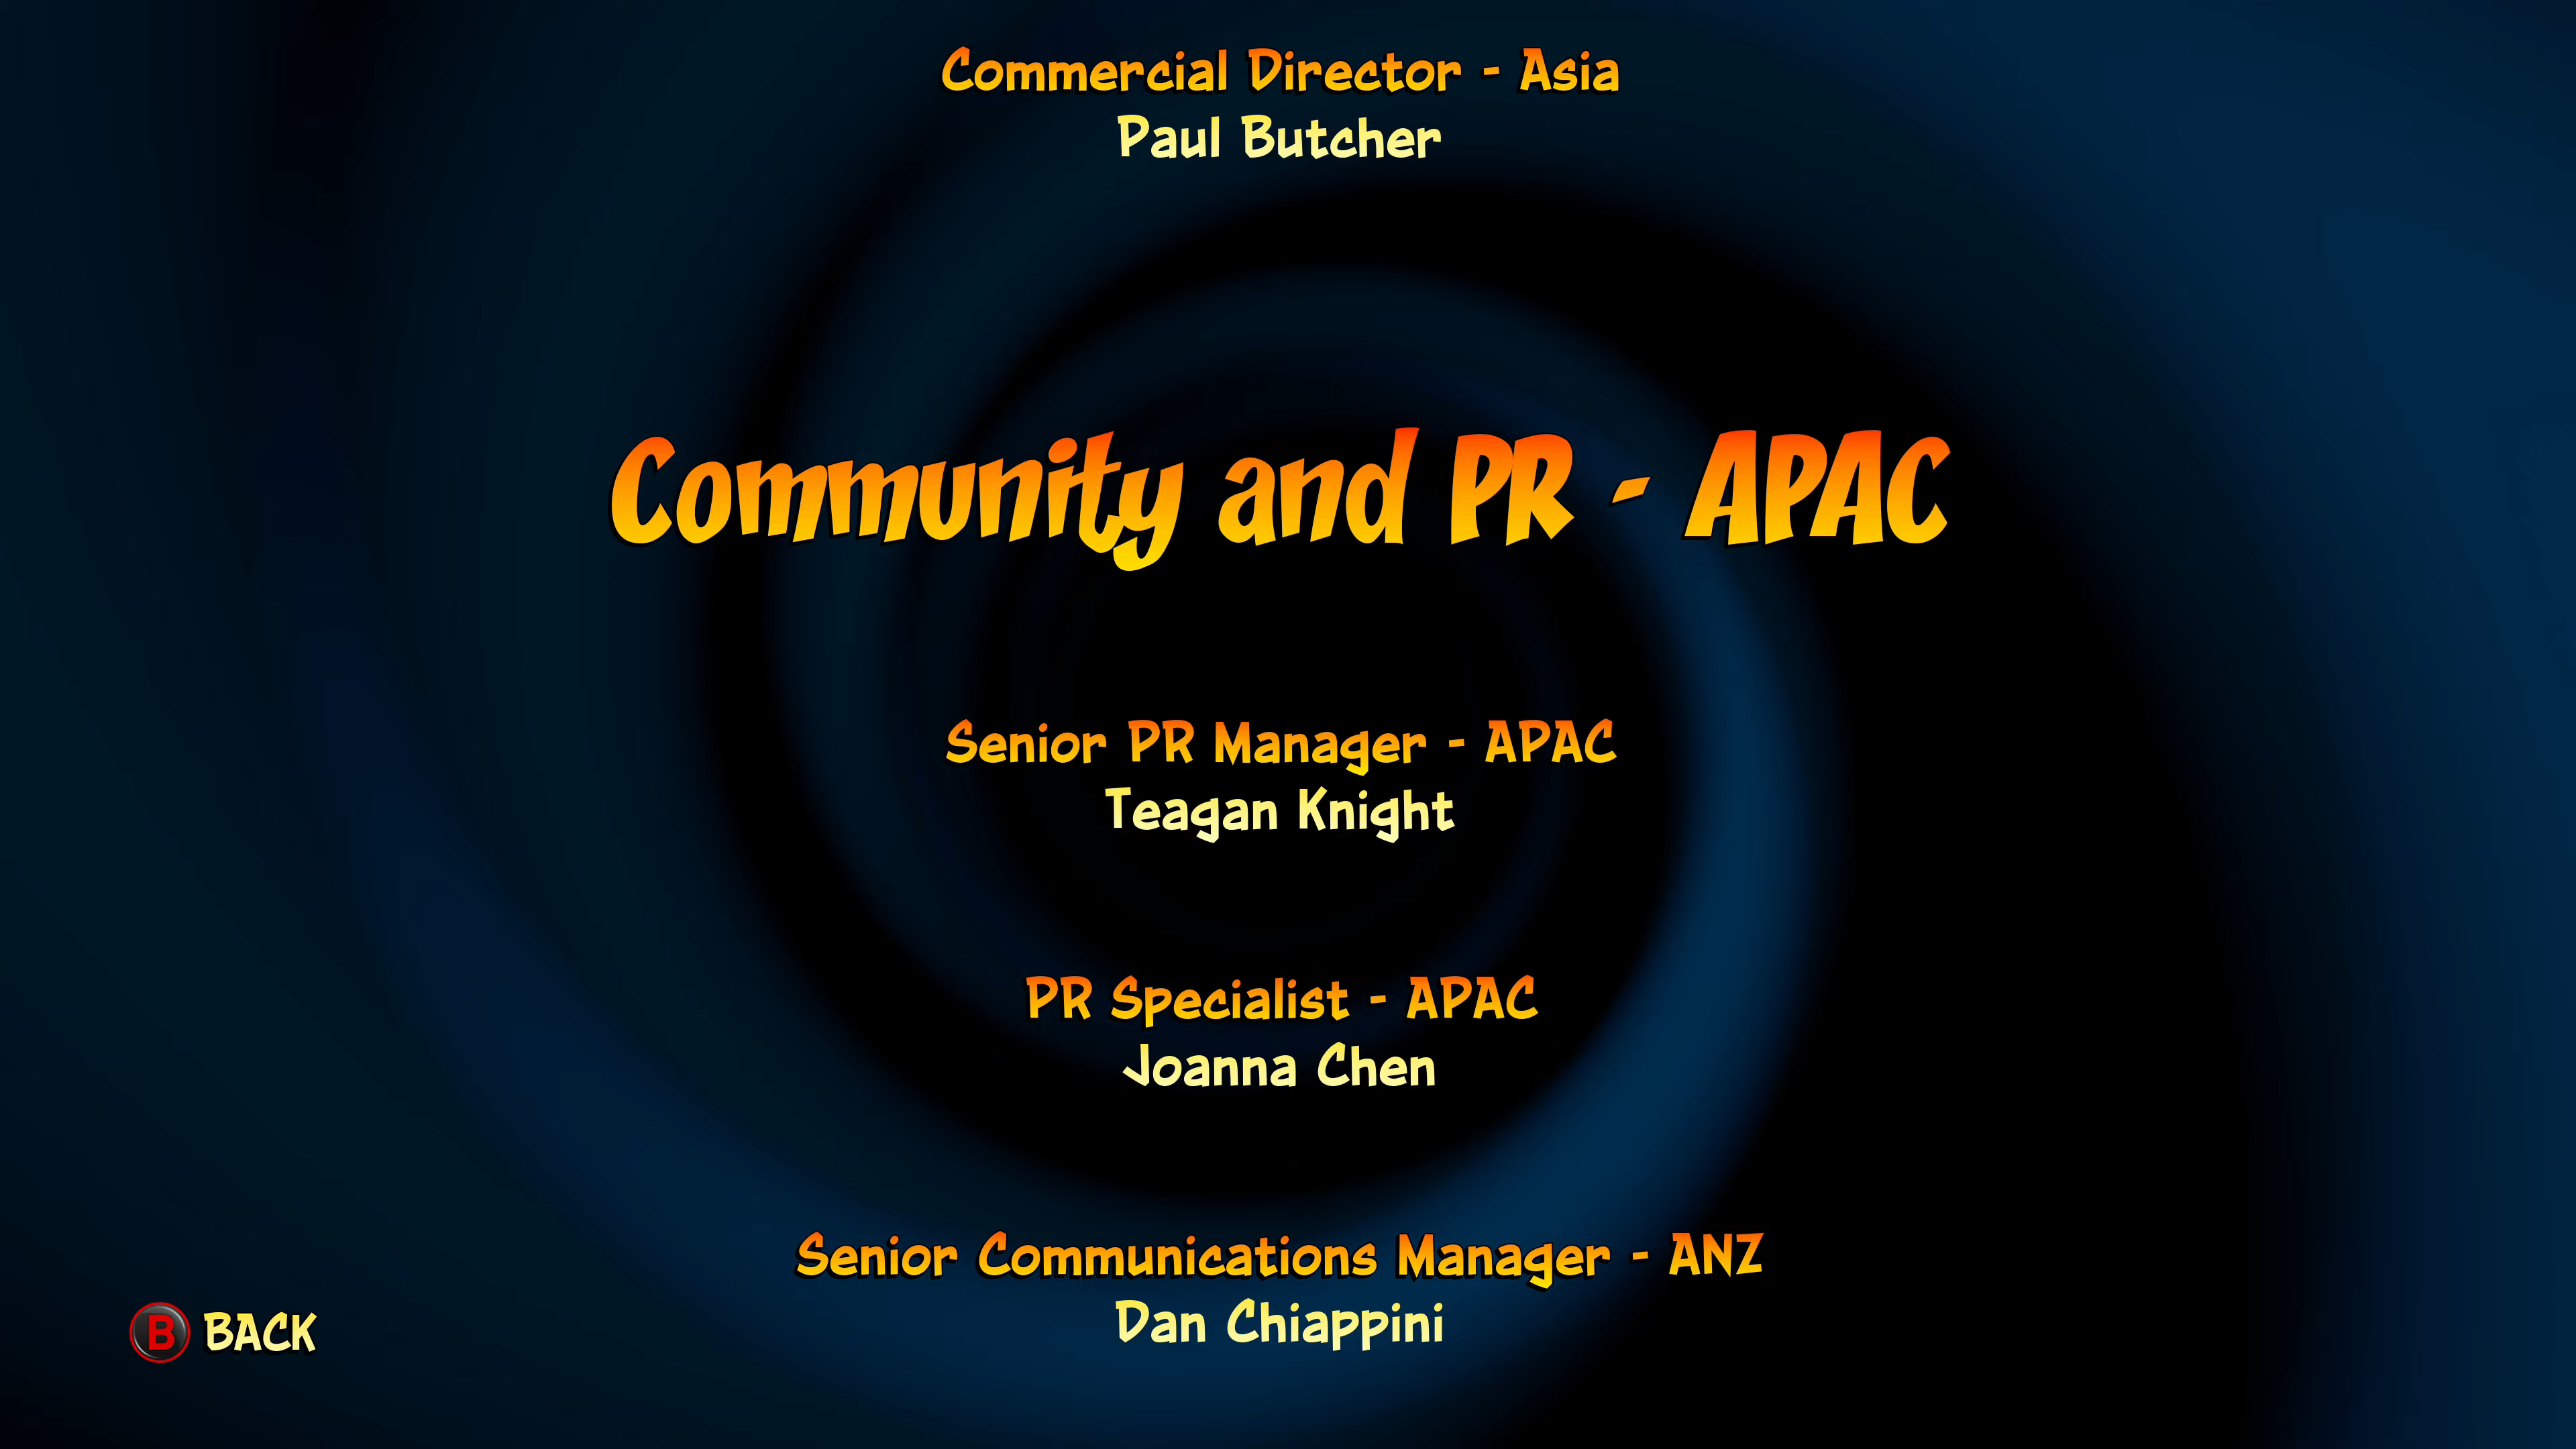 Commercial Director - Asia
Paul Butcher
Community and PR - APAC
Senior PR Manager - APAC
Teagan Knight
PR Specialist - APAC
Joanna Chen
Senior Communications Manager - ANZ
Dan Chiappini
B BACK